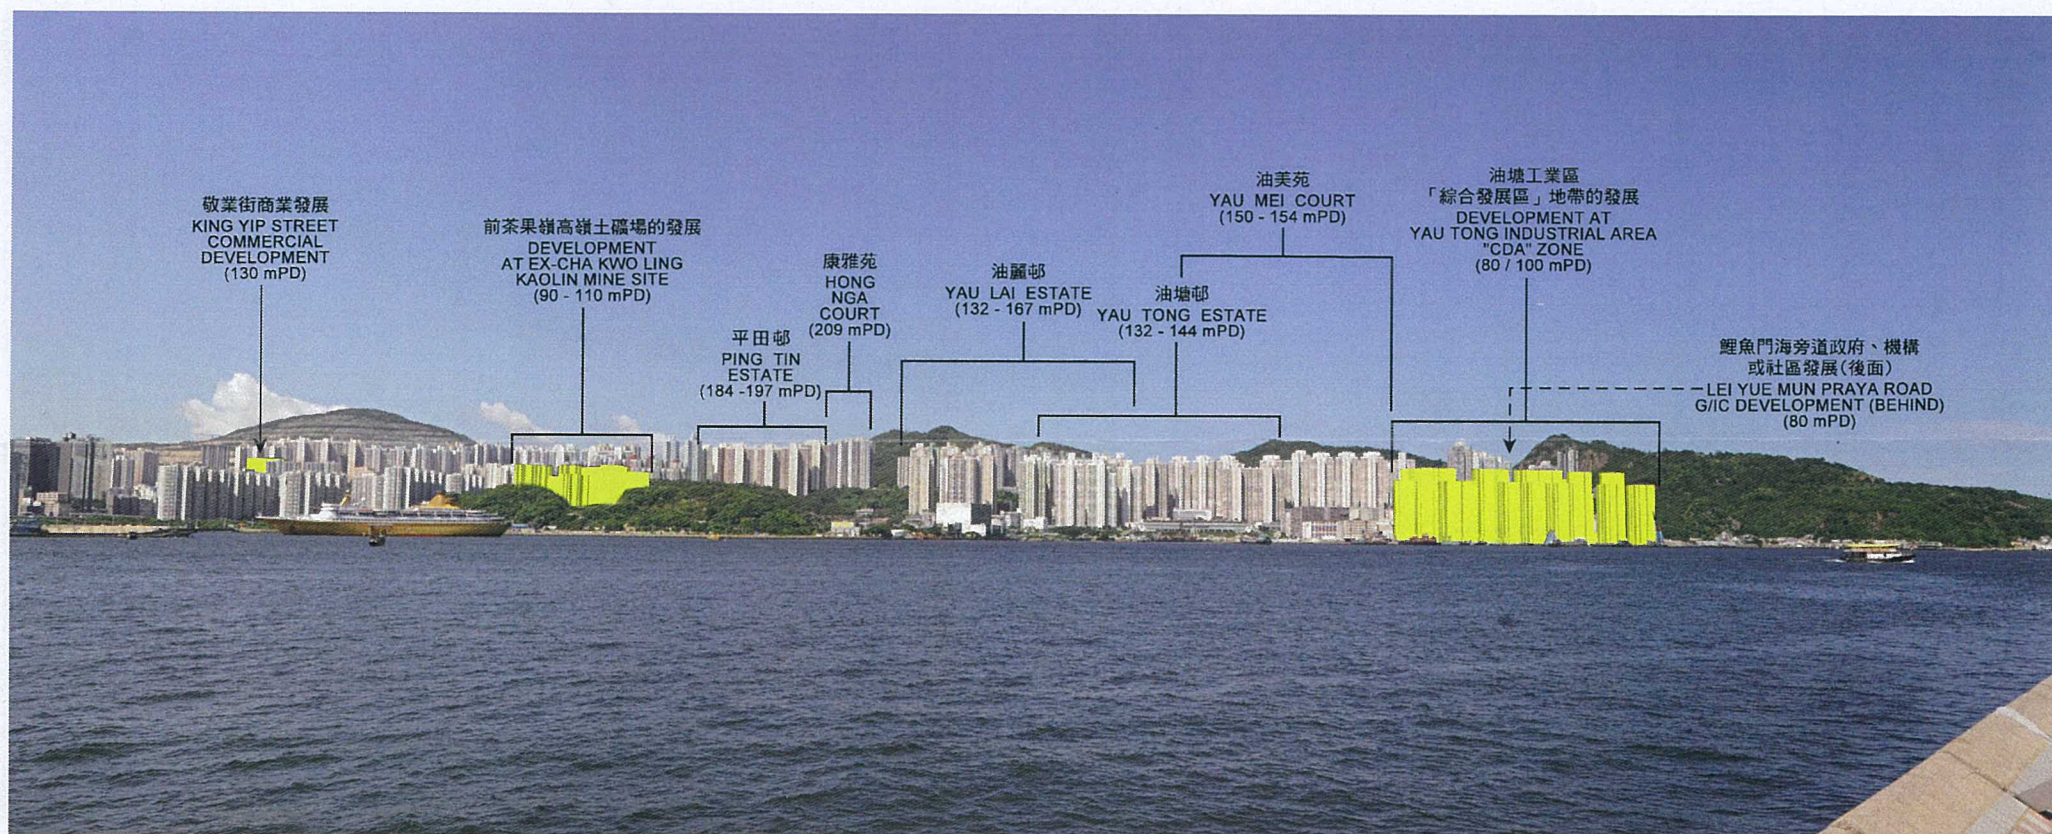 敬業街商業發展
KING YIP STREET
COMMERCIAL
DEVELOPMENT
(130 mPD)
前茶果嶺高嶺土礦場的發展
DEVELOPMENT
AT EX-CHA KWO LING
KAOLIN MINE SITE
(90 - 110 mPD)
平田邨
PING TIN
ESTATE
(184 -197 mPD)
康雅苑
HONG
NGA
COURT
(209 mPD)
油麗邨
YAU LAI ESTATE
(132 - 167 mPD)
油塘邨
YAU TONG ESTATE
(132 - 144 mPD)
油美苑
YAU MEI COURT
(150 - 154 mPD)
油塘工業區
「綜合發展區」地帶的發展
DEVELOPMENT AT
YAU TONG INDUSTRIAL AREA
"CDA" ZONE
(80 / 100 mPD)
鯉魚門海旁道政府、機構
或社區發展(後面)
LEI YUE MUN PRAYA ROAD
G/IC DEVELOPMENT (BEHIND)
(80 mPD)